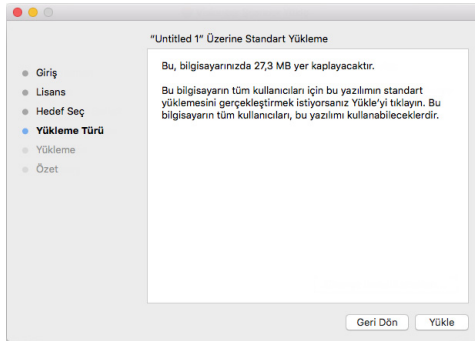 "Untitled 1" Üzerine Standart Yükleme
Giriş
Lisans
Hedef Seç
Yükleme Türü
Yükleme
Özet
Bu, bilgisayarınızda 27,3 MB yer kaplayacaktır.
Bu bilgisayarın tüm kullanıcıları için bu yazılımın standart
yüklemesini gerçekleştirmek istiyorsanız Yükle'yi tıklayın. Bu
bilgisayarın tüm kullanıcıları, bu yazılımı kullanabileceklerdir.
Geri Dön
Yükle